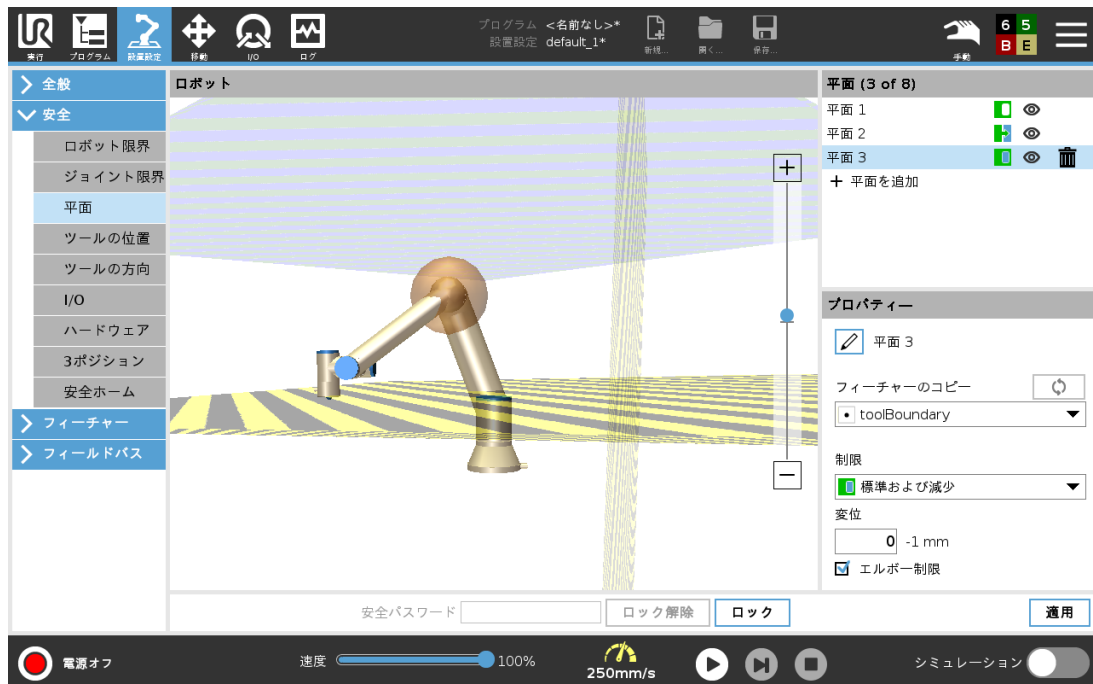 UR
実行
プログラム
設置設定
移動
I/O
ログ
プログラム <名前なし>*
設置設定 default_1*
新規...
開く...
保存...
手動
6 5
B E
全般
安全
ロボット限界
ジョイント限界
平面
ツールの位置
ツールの方向
I/O
ハードウェア
3ポジション
安全ホーム
フィーチャー
フィールドバス
ロボット
平面 (3 of 8)
平面 1
平面 2
平面 3
平面を追加
プロパティー
平面 3
フィーチャーのコピー
toolBoundary
制限
標準および減少
変位
0 -1 mm
エルボー制限
安全パスワード
ロック解除
ロック
適用
電源オフ
速度
100%
250mm/s
シミュレーション